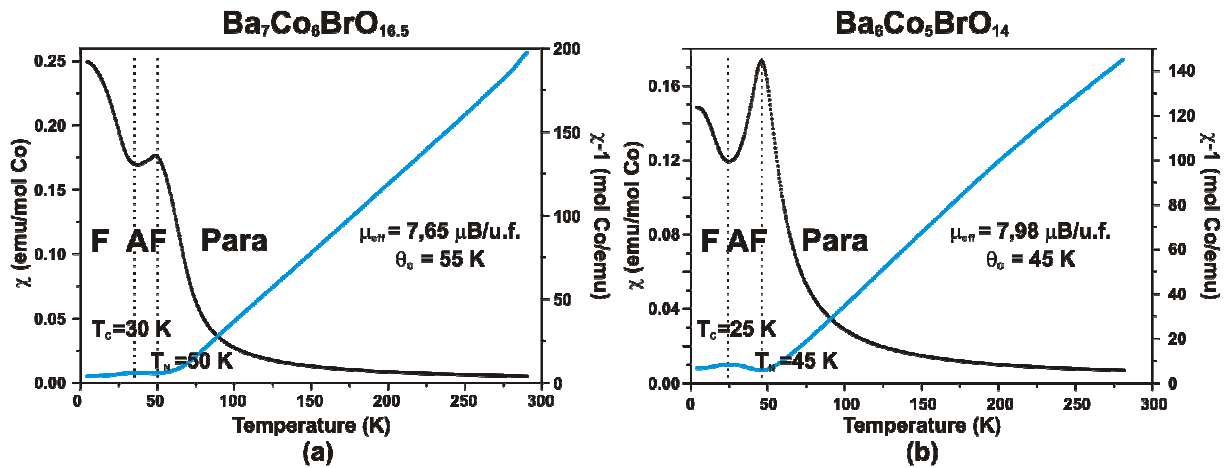 Ba₇Co₆BrO₁₆.₅
0.25
0.20
0.15
0.10
0.05
0.00
χ (emu/mol Co)
200
150
100
50
0
χ-1 (mol Co/emu)
F AF Para
μeff = 7,65 μB/u.f.
θc = 55 K
TC=30 K
TN=50 K
0 50 100 150 200 250 300
Temperature (K)
(a)
Ba₆Co₅BrO₁₄
0.16
0.12
0.08
0.04
0.00
χ (emu/mol Co)
140
120
100
80
60
40
20
0
χ-1 (mol Co/emu)
F AF Para
μeff = 7,98 μB/u.f.
θc = 45 K
TC=25 K
TN=45 K
0 50 100 150 200 250 300
Temperature (K)
(b)